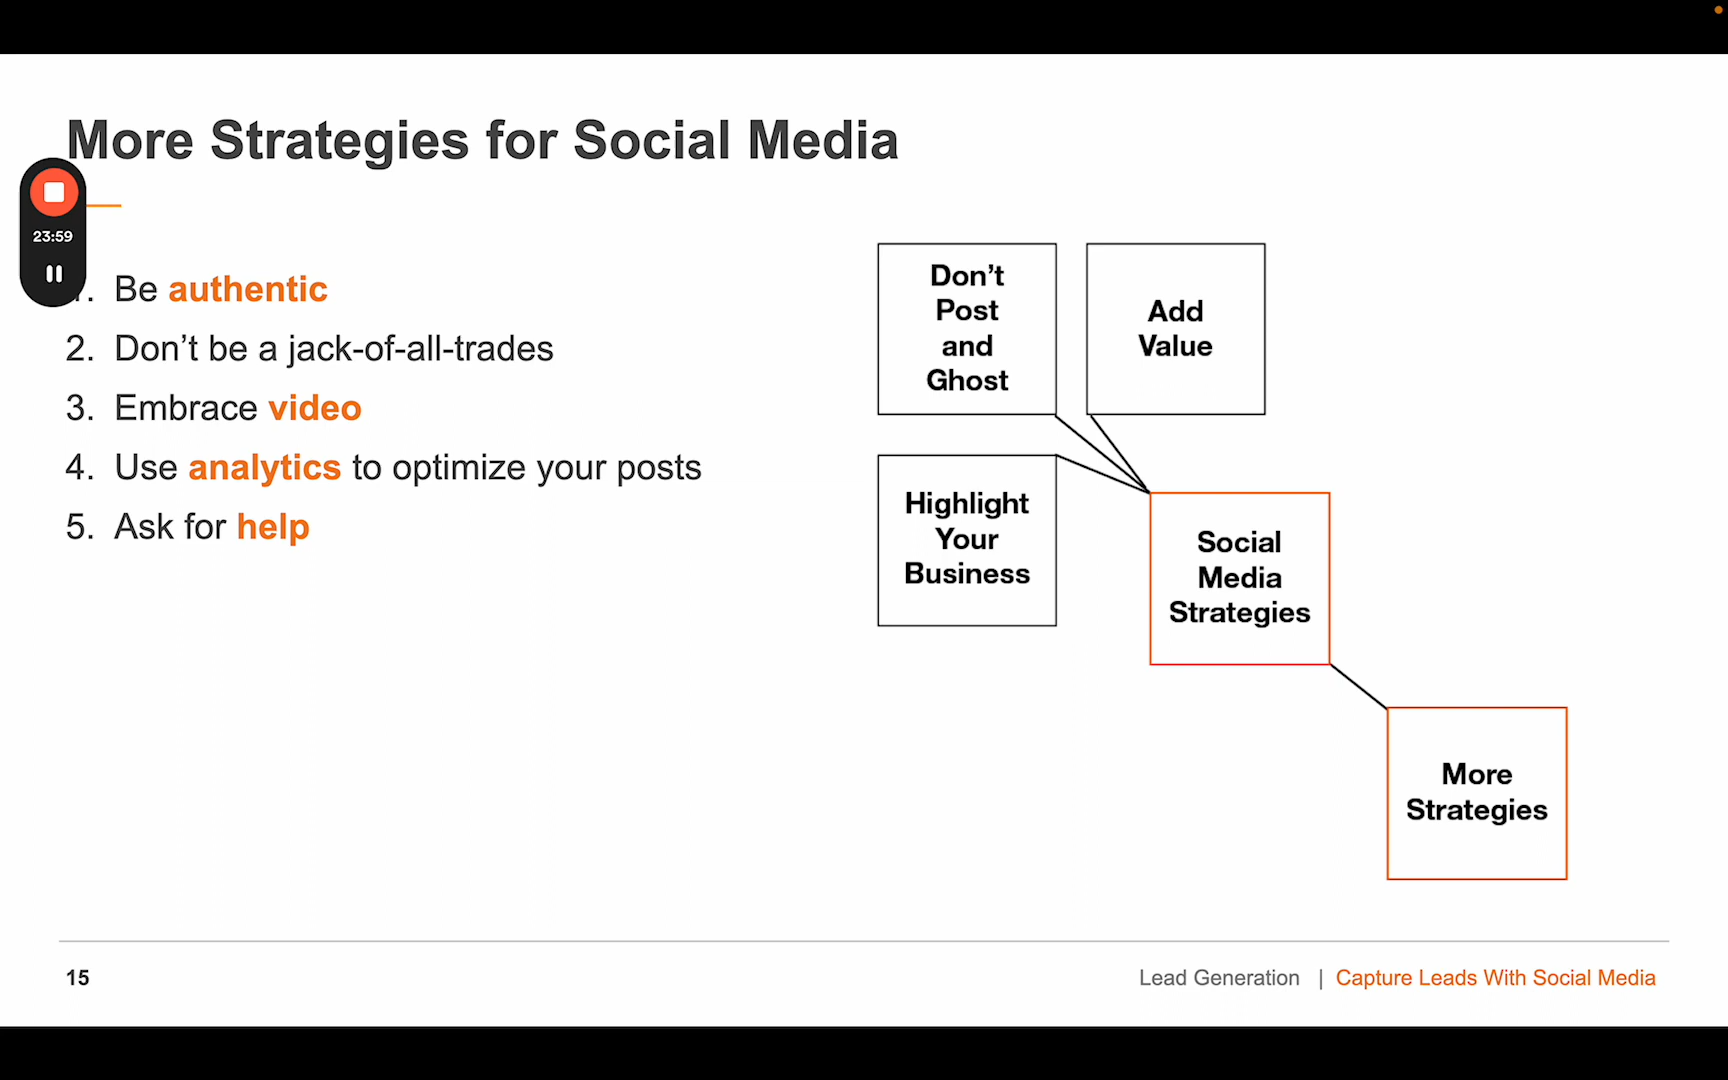 More Strategies for Social Media
23:59
. Be authentic
2. Don’t be a jack-of-all-trades
3. Embrace video
4. Use analytics to optimize your posts
5. Ask for help
Don’t
Post
and
Ghost
Add
Value
Highlight
Your
Business
Social
Media
Strategies
More
Strategies
15
Lead Generation | Capture Leads With Social Media